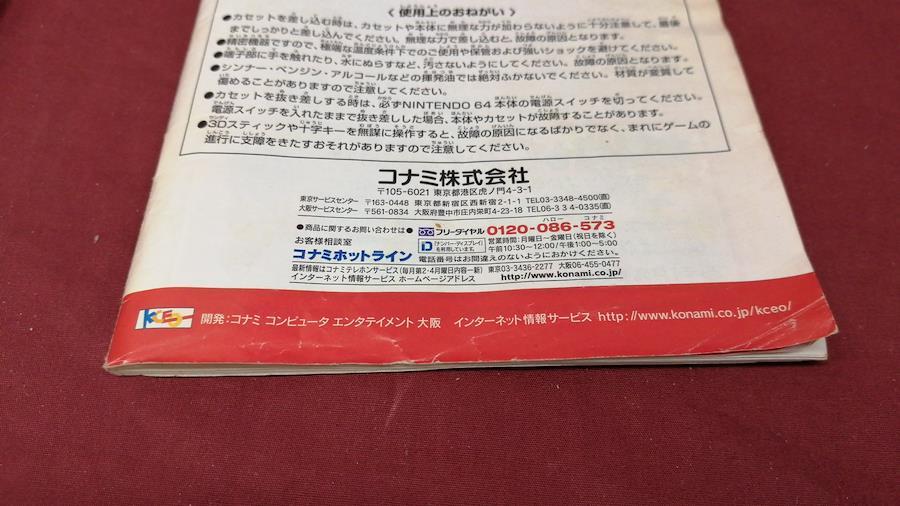 〈 使用上のおねがい 〉
●カセットを差し込む時は、カセットや本体に無理な力が加わらないように十分注意して、最後
までしっかりと差し込んでください。無理な力で差し込むと、故障の原因となります。
●精密機器ですので、極端な温度条件下でのご使用や保管および強いショックを避けてください。
●端子部に手を触れたり、水にぬらすなど、汚さないようにしてください。故障の原因となります。
●シンナー・ベンジン・アルコールなどの揮発油では絶対ふかないでください。材質が変質して
傷めることがありますので注意してください。
●カセットを抜き差しする時は、必ずNINTENDO 64 本体の電源スイッチを切ってください。
電源スイッチを入れたままで抜き差しした場合、本体やカセットが故障することがあります。
●3Dスティックや十字キーを無謀に操作すると、故障の原因になるばかりでなく、まれにゲームの
進行に支障をきたすおそれがありますので注意してください。
コナミ株式会社
〒105-6021 東京都港区虎ノ門4-3-1
東京サービスセンター 〒163-0448 東京都新宿区西新宿2-1-1 TEL03-3348-4500(直)
大阪サービスセンター 〒561-0834 大阪府豊中市庄内栄町4-23-18 TEL06-334-0335(直)
●商品に関するお問い合わせは● フリーダイヤル 0120-086-573
ハロー コナミ
お客様相談室
コナミホットライン
D 「ナンバー・ディスプレイ」を利用しています。
営業時間:月曜日～金曜日(祝日を除く)
午前10:30~12:00/午後1:00~5:00
電話番号はお間違えのないようにおかけください。
最新情報はコナミテレホンサービス(毎月第2・4月曜日内容一新) 東京03-3436-2277 大阪06-455-0477
インターネット情報サービス ホームページアドレス http://www.konami.co.jp/
KCEO 開発:コナミ コンピュータ エンタテイメント 大阪 インターネット情報サービス http://www.konami.co.jp/kceo/